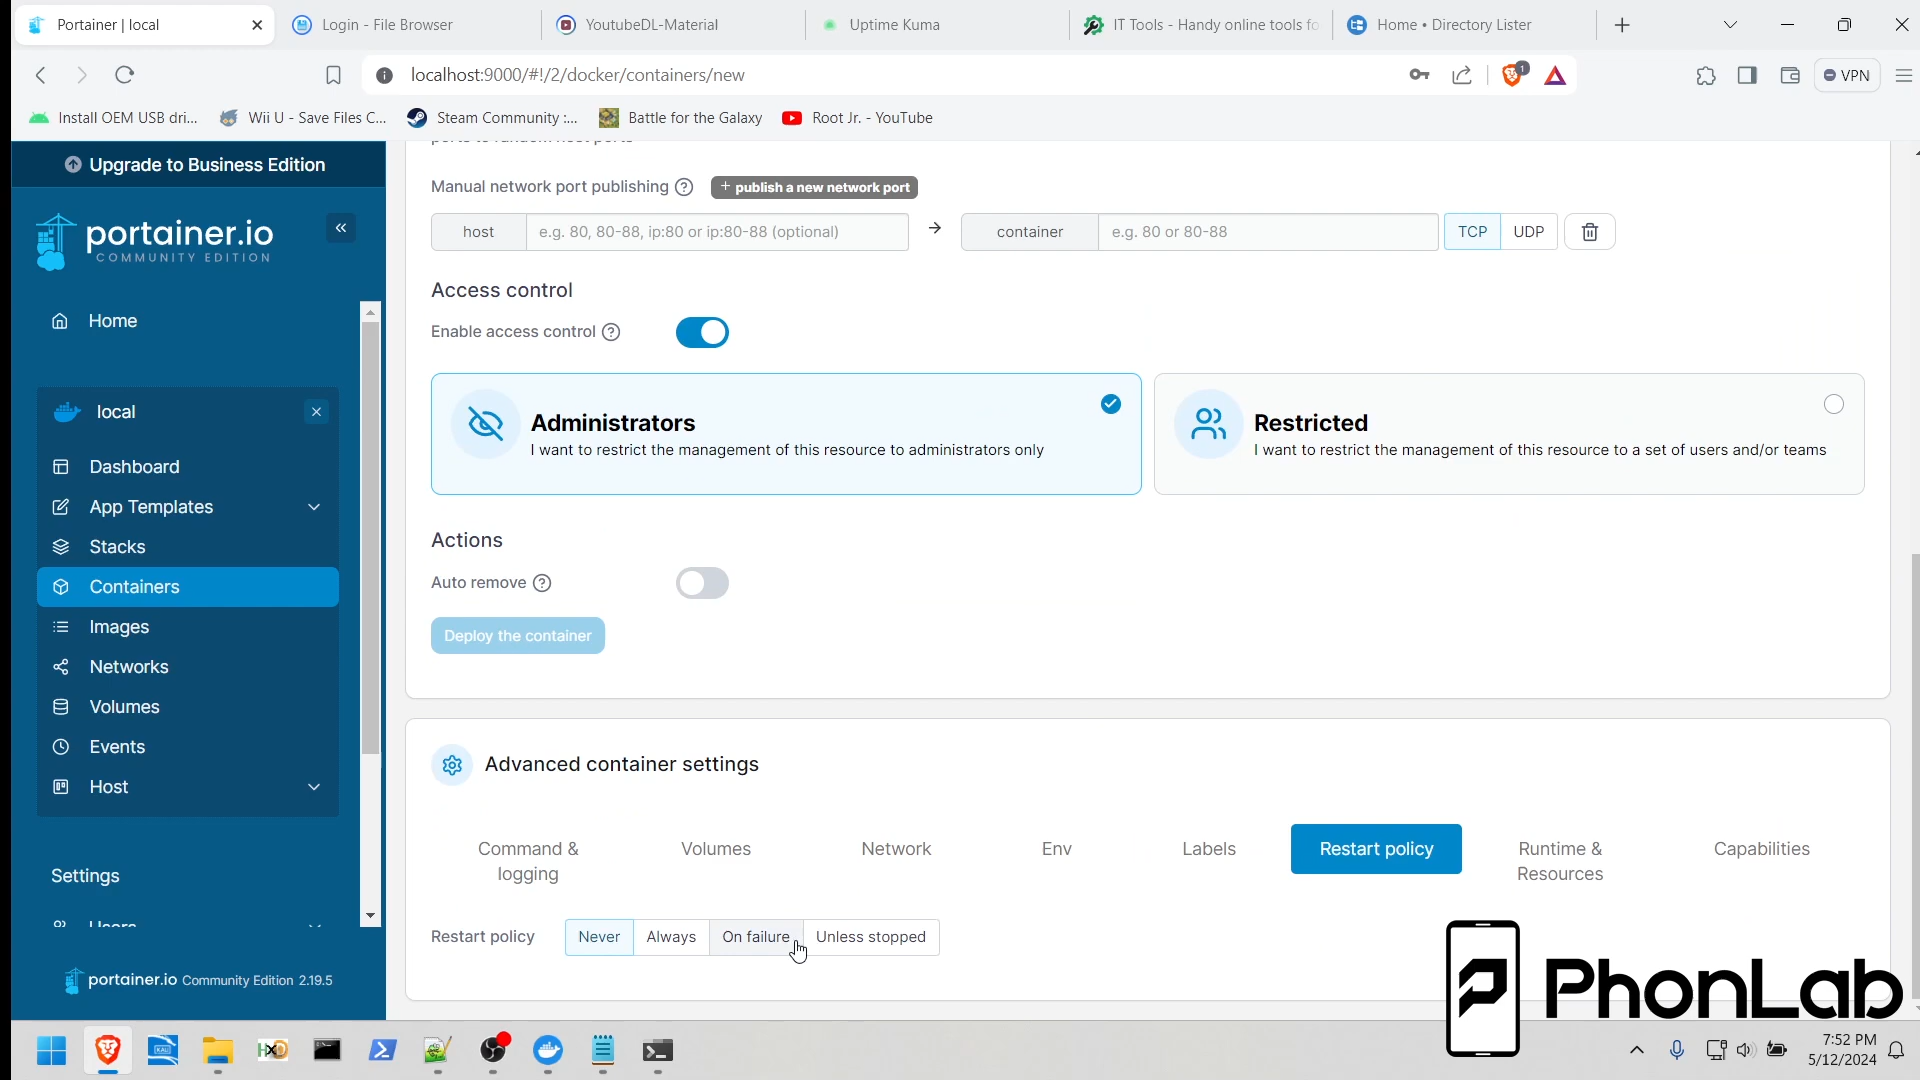 Portainer | local
Login - File Browser
YoutubeDL-Material
Uptime Kuma
IT Tools - Handy online tools fo
Home • Directory Lister
localhost:9000/#!/2/docker/containers/new
1
VPN
Install OEM USB dri...
Wii U - Save Files C...
Steam Community :...
Battle for the Galaxy
Root Jr. - YouTube
Upgrade to Business Edition
portainer.io
COMMUNITY EDITION
Home
local
Dashboard
App Templates
Stacks
Containers
Images
Networks
Volumes
Events
Host
Settings
Users
portainer.io Community Edition 2.19.5
ports to random host ports
Manual network port publishing
+ publish a new network port
host
e.g. 80, 80-88, ip:80 or ip:80-88 (optional)
container
e.g. 80 or 80-88
TCP
UDP
Access control
Enable access control
Administrators
I want to restrict the management of this resource to administrators only
Restricted
I want to restrict the management of this resource to a set of users and/or teams
Actions
Auto remove
Deploy the container
Advanced container settings
Command &
logging
Volumes
Network
Env
Labels
Restart policy
Runtime &
Resources
Capabilities
Restart policy
Never
Always
On failure
Unless stopped
PhonLab
7:52 PM
5/12/2024